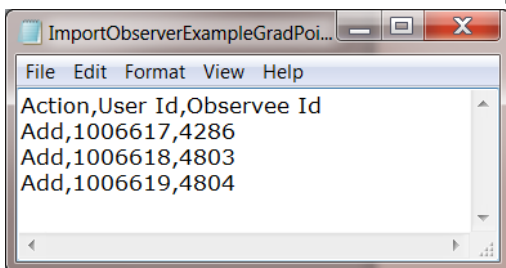 ImportObserverExampleGradPoi...
File Edit Format View Help
Action,User Id,Observee Id
Add,1006617,4286
Add,1006618,4803
Add,1006619,4804